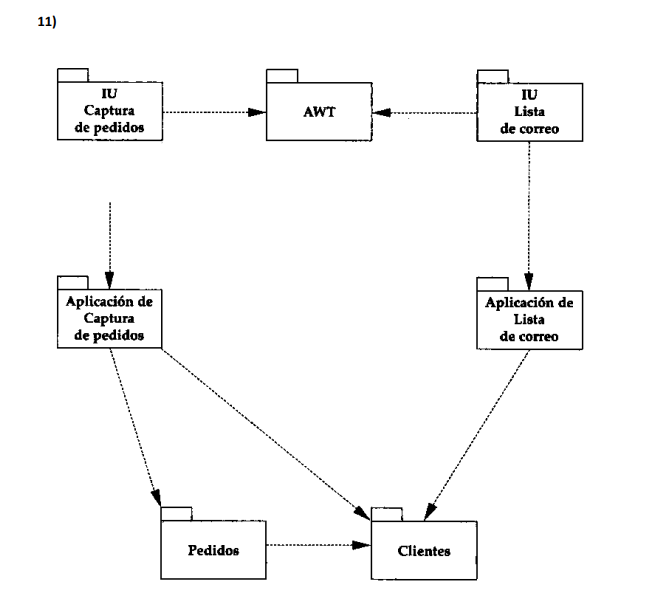 11)
IU
Captura
de pedidos
AWT
IU
Lista
de correo
Aplicación de
Captura
de pedidos
Aplicación de
Lista
de correo
Pedidos
Clientes